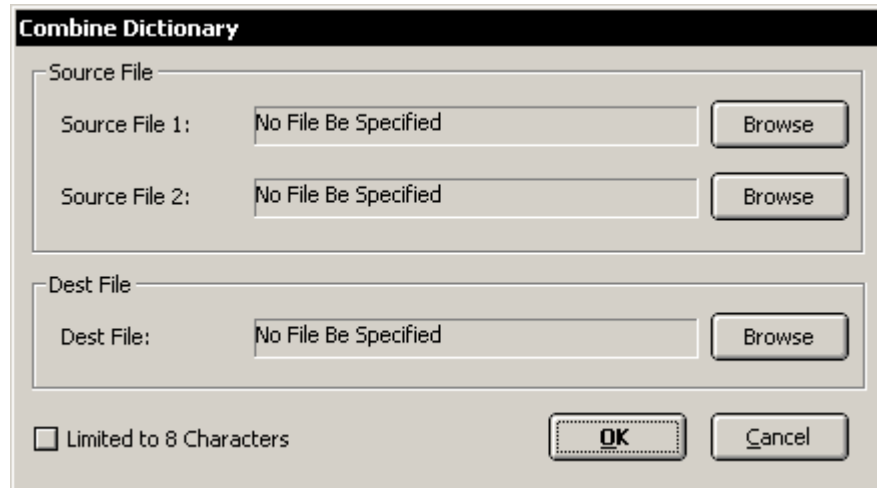 Combine Dictionary
Source File
Source File 1: No File Be Specified Browse
Source File 2: No File Be Specified Browse
Dest File
Dest File: No File Be Specified Browse
Limited to 8 Characters OK Cancel